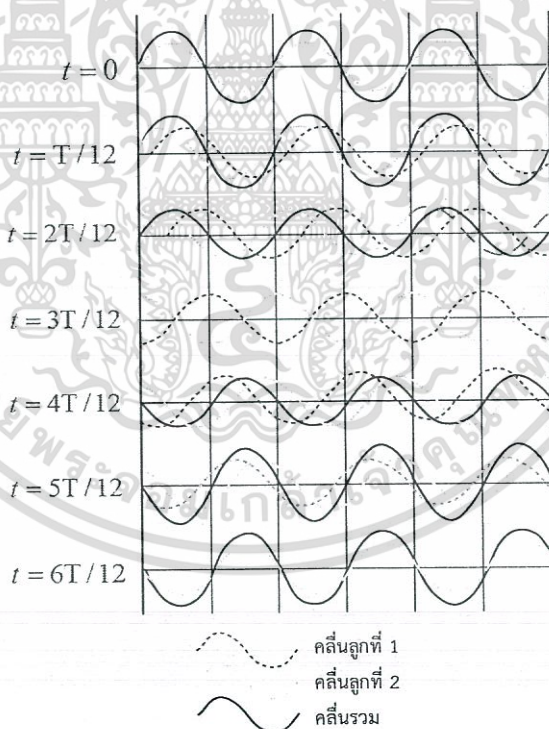 t = 0
t = T / 12
t = 2T / 12
t = 3T / 12
t = 4T / 12
t = 5T / 12
t = 6T / 12
คลื่นลูกที่ 1
คลื่นลูกที่ 2
คลื่นรวม